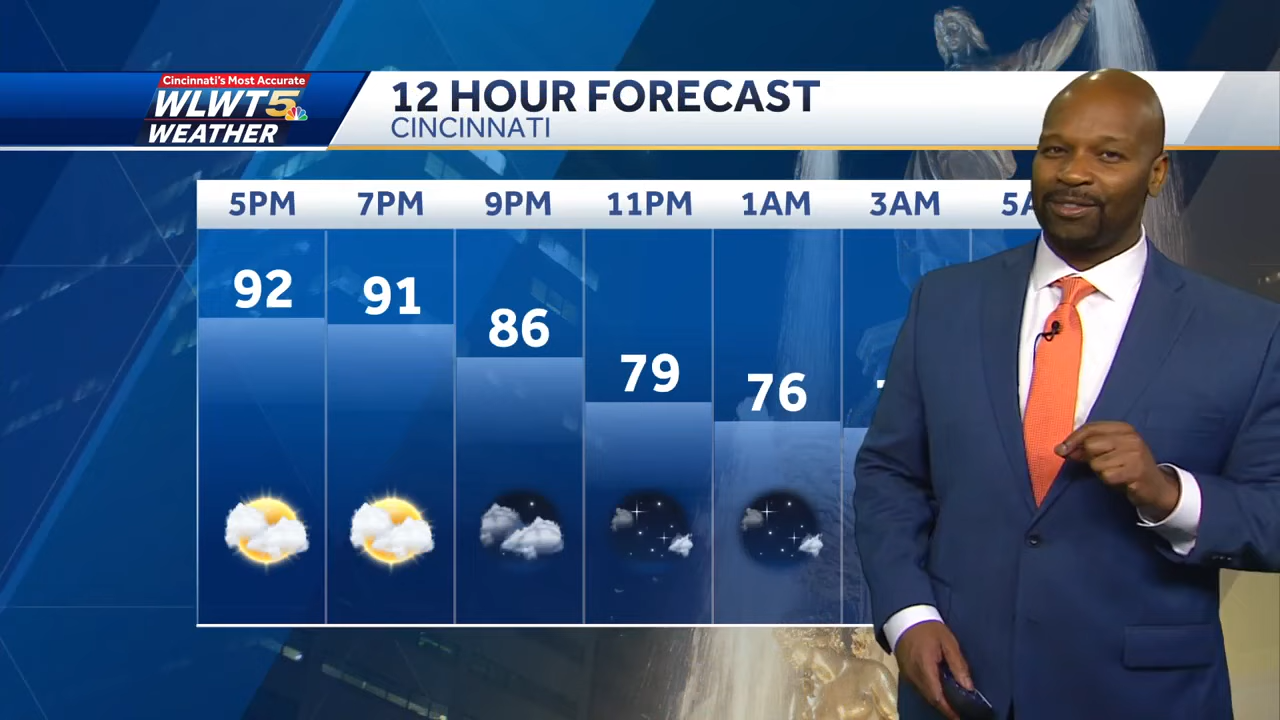 Cincinnati's Most Accurate
WLWT5
WEATHER
12 HOUR FORECAST
CINCINNATI
5PM 7PM 9PM 11PM 1AM 3AM
92 91 86 79 76